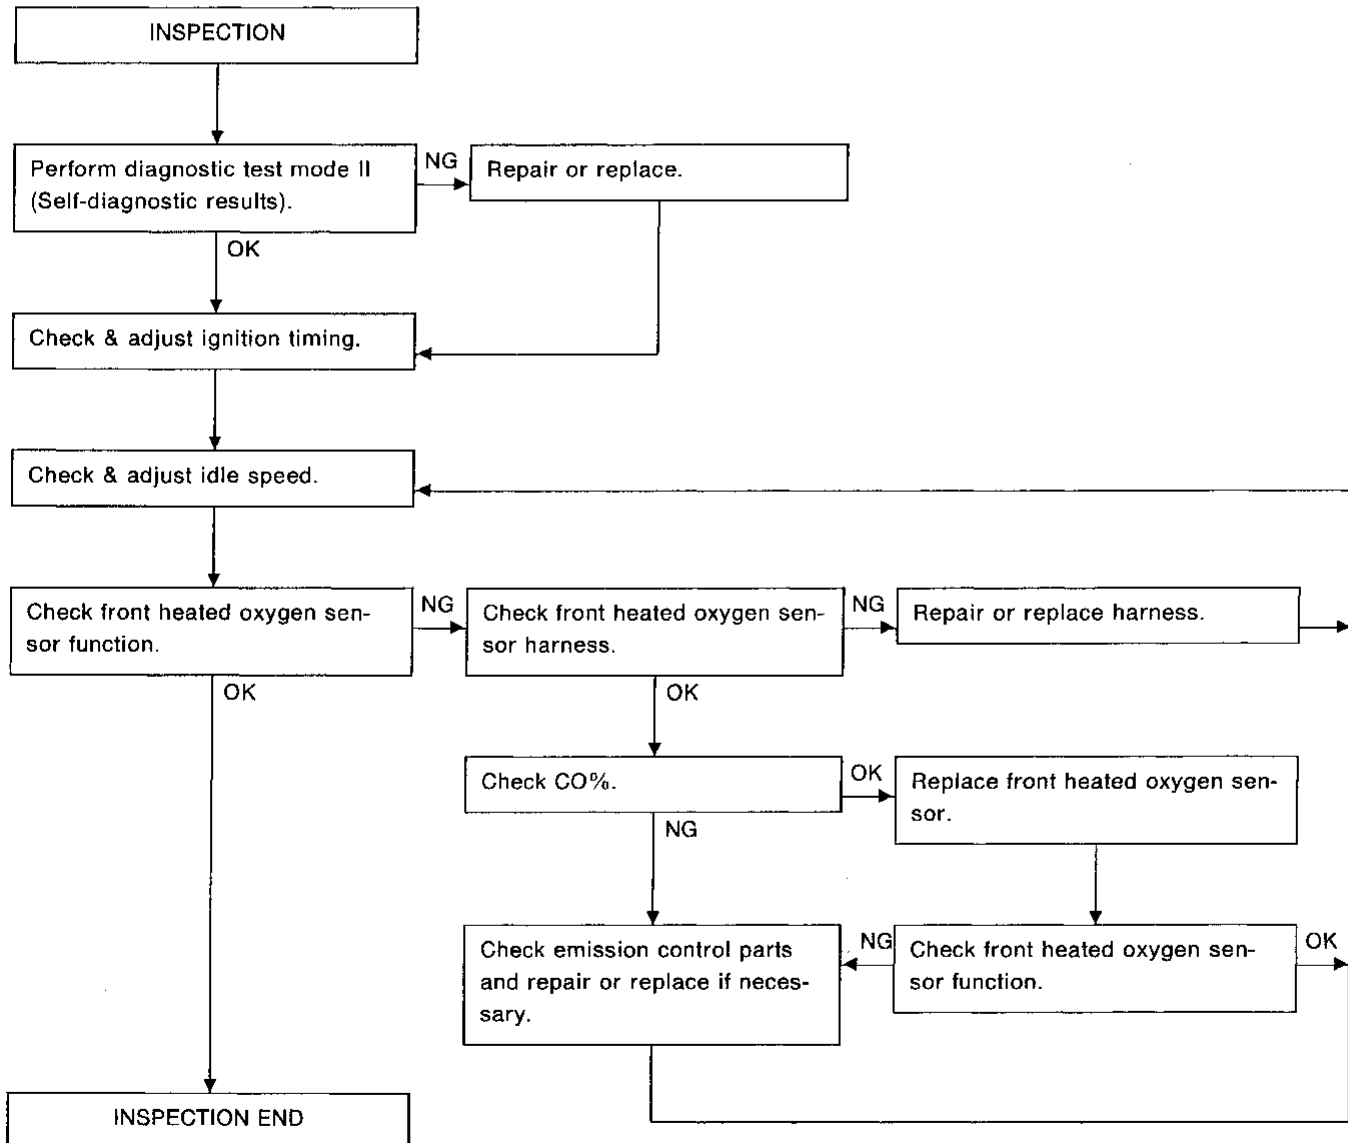 INSPECTION
Perform diagnostic test mode II
(Self-diagnostic results).
NG
Repair or replace.
OK
Check & adjust ignition timing.
Check & adjust idle speed.
Check front heated oxygen sen-
sor function.
NG
Check front heated oxygen sen-
sor harness.
NG
Repair or replace harness.
OK
OK
Check CO%.
OK
Replace front heated oxygen sen-
sor.
NG
Check emission control parts
and repair or replace if neces-
sary.
NG
Check front heated oxygen sen-
sor function.
OK
INSPECTION END